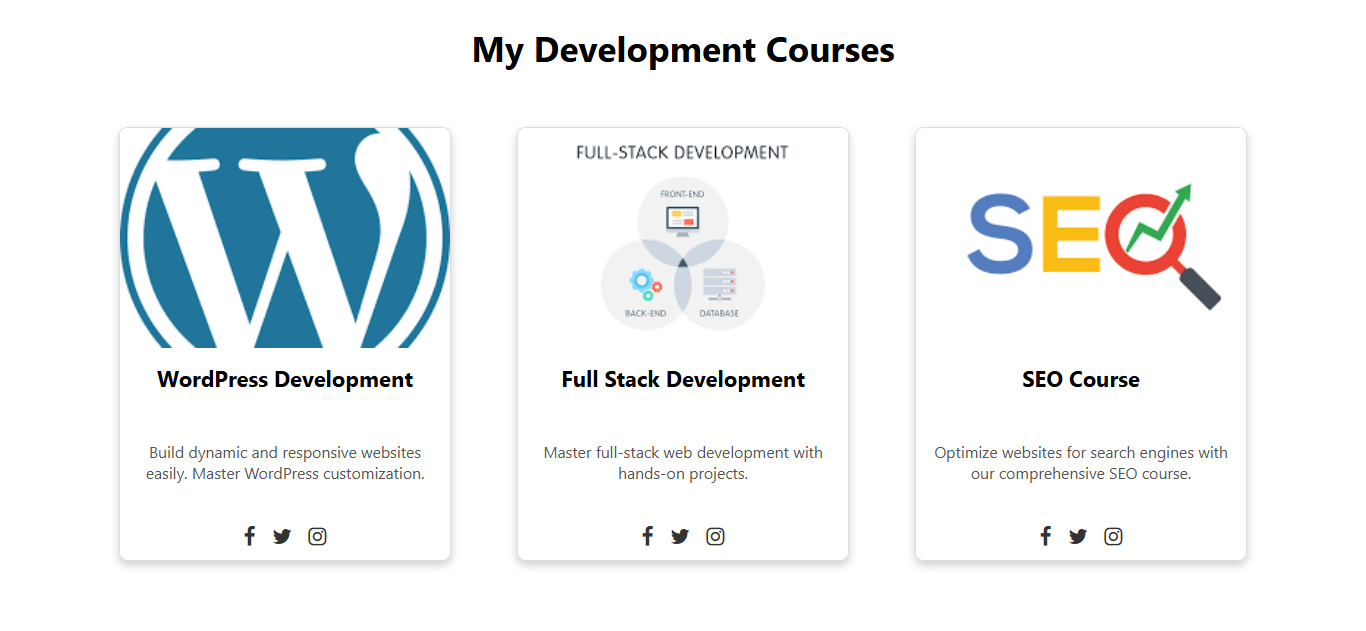 My Development Courses
W
FULL-STACK DEVELOPMENT
FRONT-END
BACK-END
DATABASE
SEO
WordPress Development
Full Stack Development
SEO Course
Build dynamic and responsive websites
easily. Master WordPress customization.
Master full-stack web development with
hands-on projects.
Optimize websites for search engines with
our comprehensive SEO course.